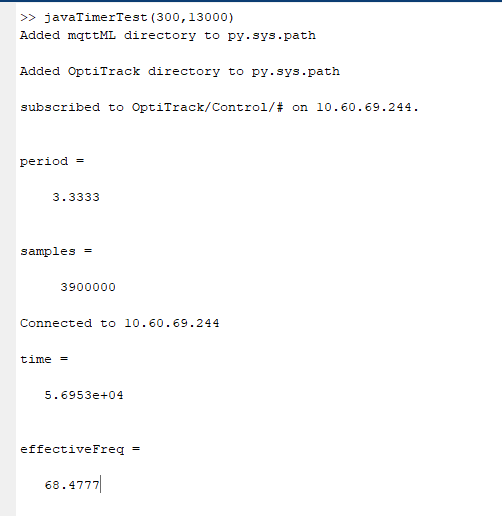 >> javaTimerTest(300,13000)
Added mqttML directory to py.sys.path
Added OptiTrack directory to py.sys.path
subscribed to OptiTrack/Control/# on 10.60.69.244.
period =
3.3333
samples =
3900000
Connected to 10.60.69.244
time =
5.6953e+04
effectiveFreq =
68.4777